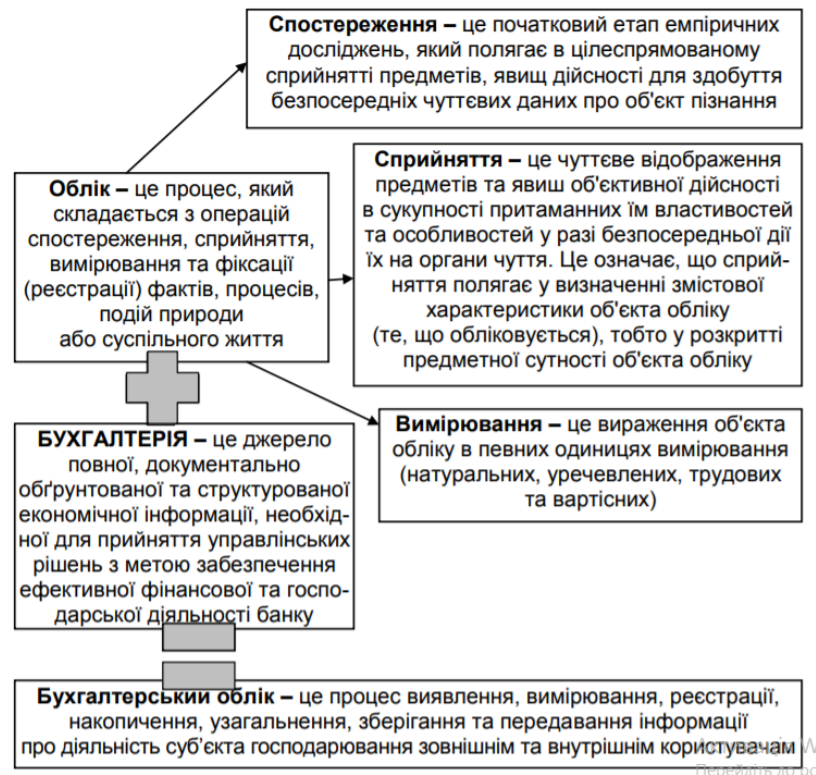 Спостереження – це початковий етап емпіричних
досліджень, який полягає в цілеспрямованому
сприйнятті предметів, явищ дійсності для здобуття
безпосередніх чуттєвих даних про об'єкт пізнання
Облік – це процес, який
складається з операцій
спостереження, сприйняття,
вимірювання та фіксації
(реєстрації) фактів, процесів,
подій природи
або суспільного життя
Сприйняття – це чуттєве відображення
предметів та явиш об'єктивної дійсності
в сукупності притаманних їм властивостей
та особливостей у разі безпосередньої дії
їх на органи чуття. Це означає, що сприй-
няття полягає у визначенні змістової
характеристики об'єкта обліку
(те, що обліковується), тобто у розкритті
предметної сутності об'єкта обліку
Вимірювання – це вираження об'єкта
обліку в певних одиницях вимірювання
(натуральних, уречевлених, трудових
та вартісних)
БУХГАЛТЕРІЯ – це джерело
повної, документально
обґрунтованої та структурованої
економічної інформації, необхід-
ної для прийняття управлінських
рішень з метою забезпечення
ефективної фінансової та госпо-
дарської діяльності банку
Бухгалтерський облік – це процес виявлення, вимірювання, реєстрації,
накопичення, узагальнення, зберігання та передавання інформації
про діяльність суб'єкта господарювання зовнішнім та внутрішнім користувачам